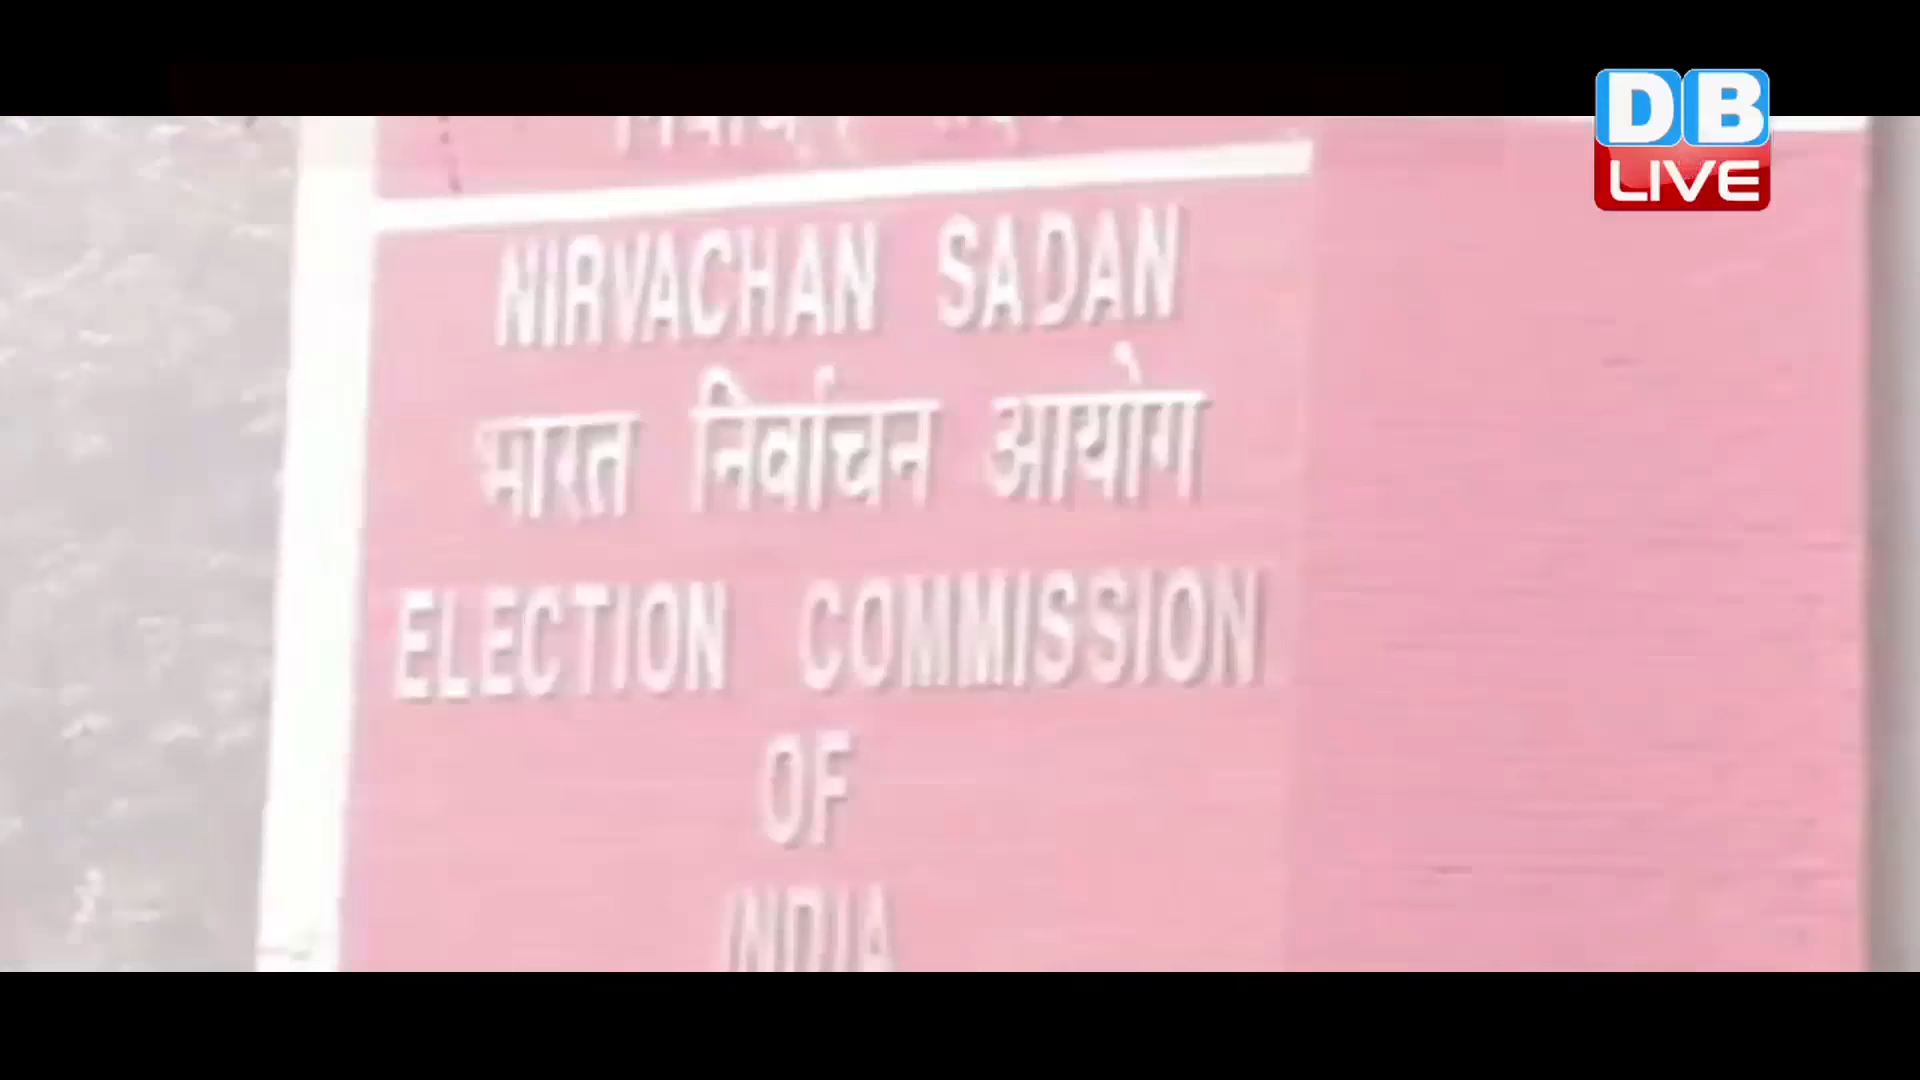 DB
LIVE
NIRVACHAN SADAN
भारत निर्वाचन आयोग
ELECTION COMMISSION
OF
INDIA